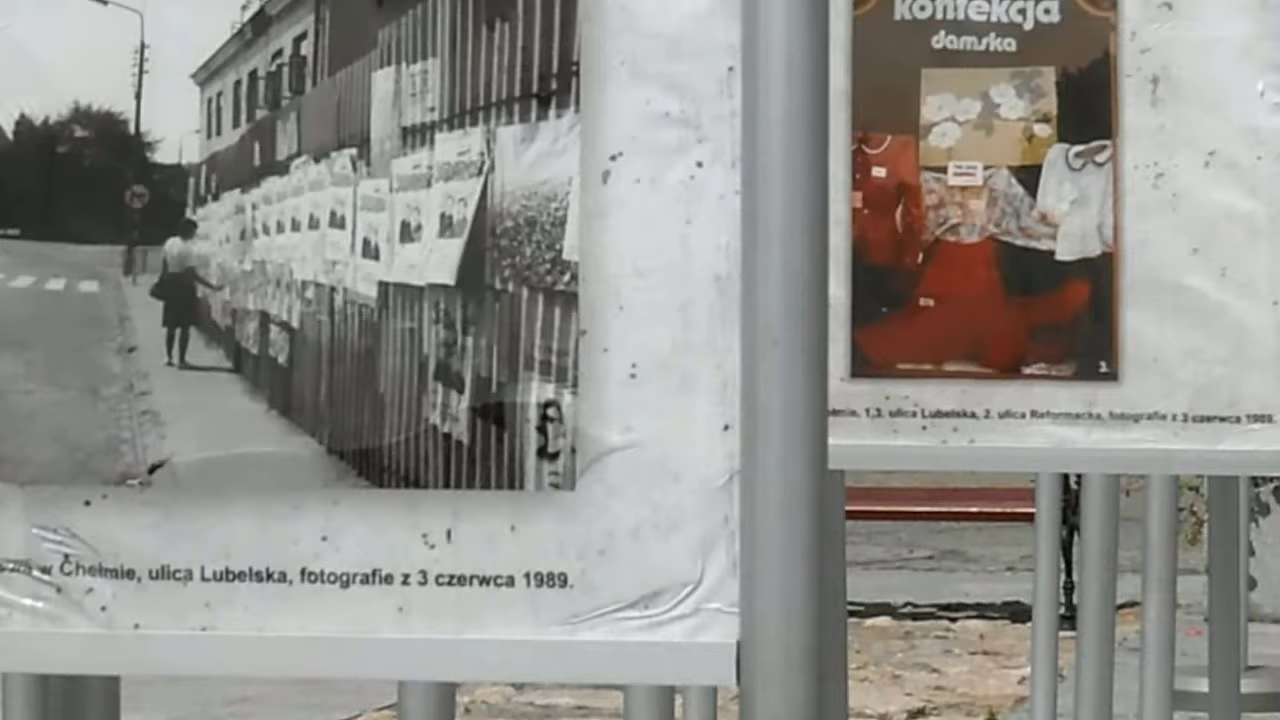 w Chełmie, ulica Lubelska, fotografie z 3 czerwca 1989.
konfekcja
damska
3.
1,3. ulica Lubelska, 2. ulica Reformacka, fotografie z 3 czerwca 1989.